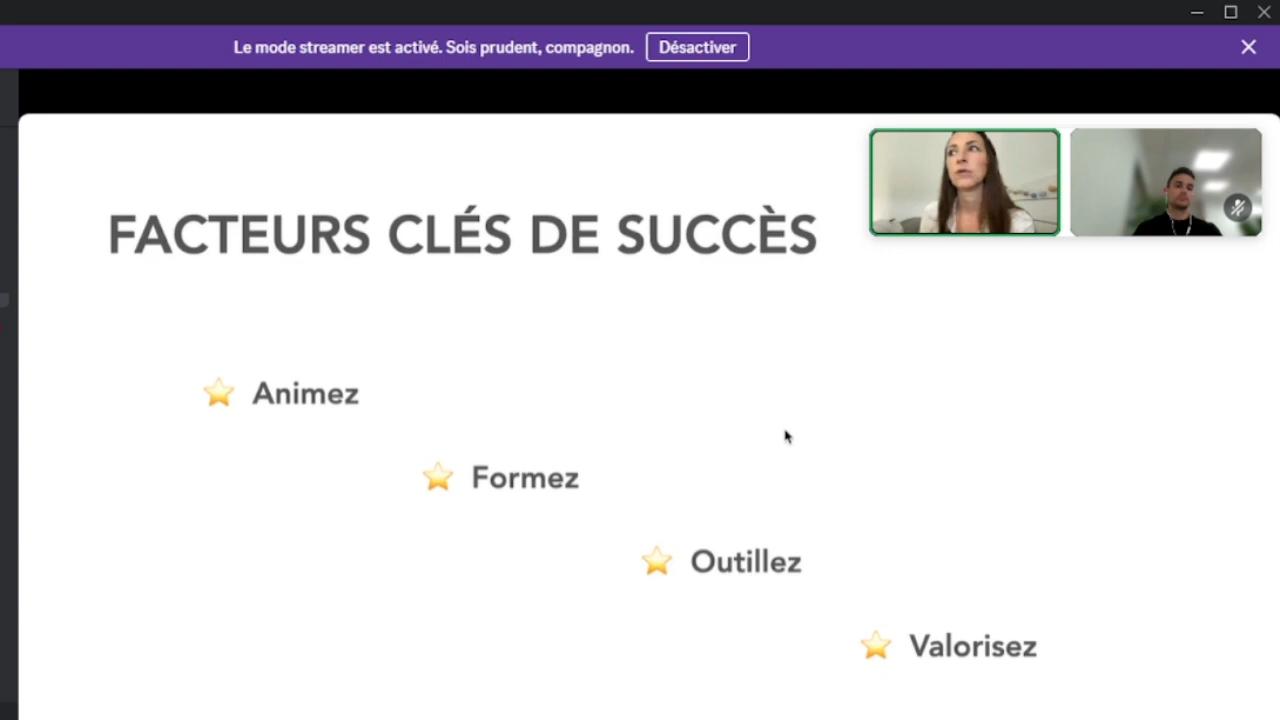 Le mode streamer est activé. Sois prudent, compagnon.
Désactiver
FACTEURS CLÉS DE SUCCÈS
Animez
Formez
Outillez
Valorisez